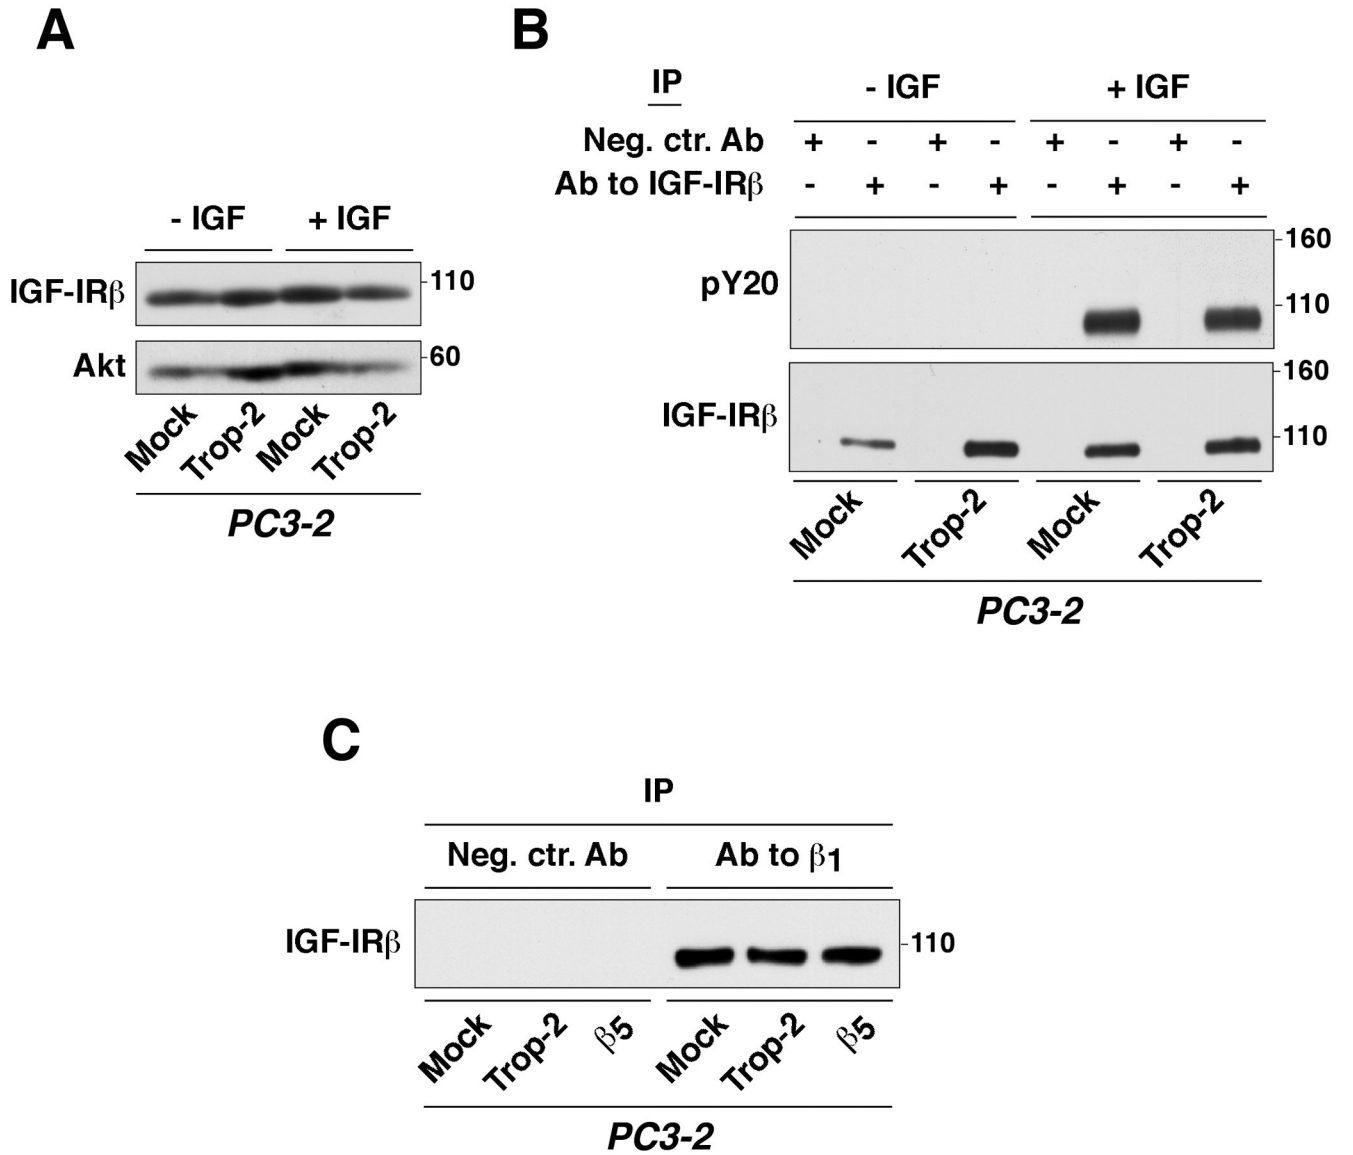 A
- IGF + IGF
IGF-IRβ
110
Akt
60
Mock Trop-2 Mock Trop-2
PC3-2
B
IP
- IGF + IGF
Neg. ctr. Ab + - + - + - + -
Ab to IGF-IRβ - + - + - + - +
pY20
160
110
IGF-IRβ
160
110
Mock Trop-2 Mock Trop-2
PC3-2
C
IP
Neg. ctr. Ab Ab to β1
IGF-IRβ
110
Mock Trop-2 β5 Mock Trop-2 β5
PC3-2